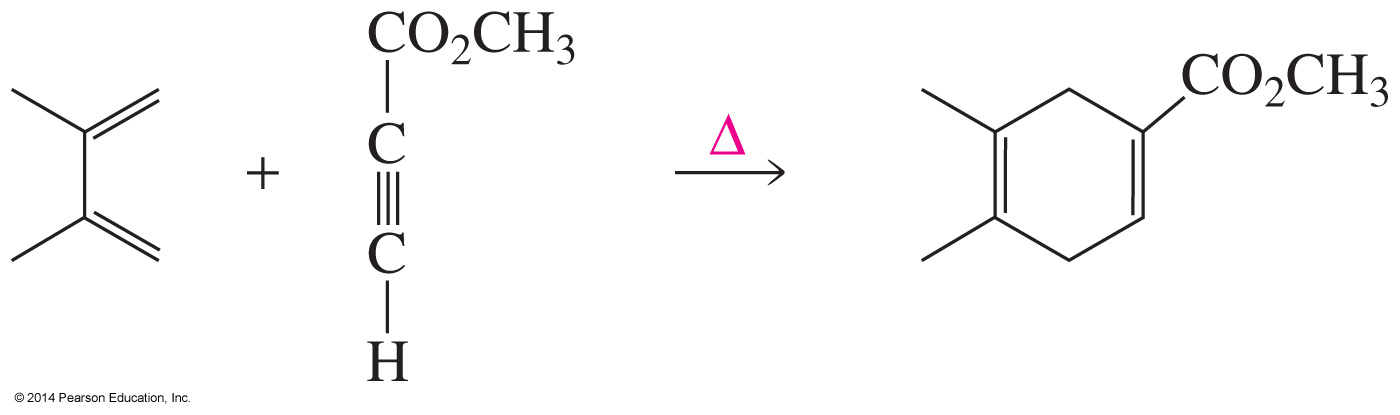 CO₂CH₃
C
C
H
+
Δ
CO₂CH₃
© 2014 Pearson Education, Inc.